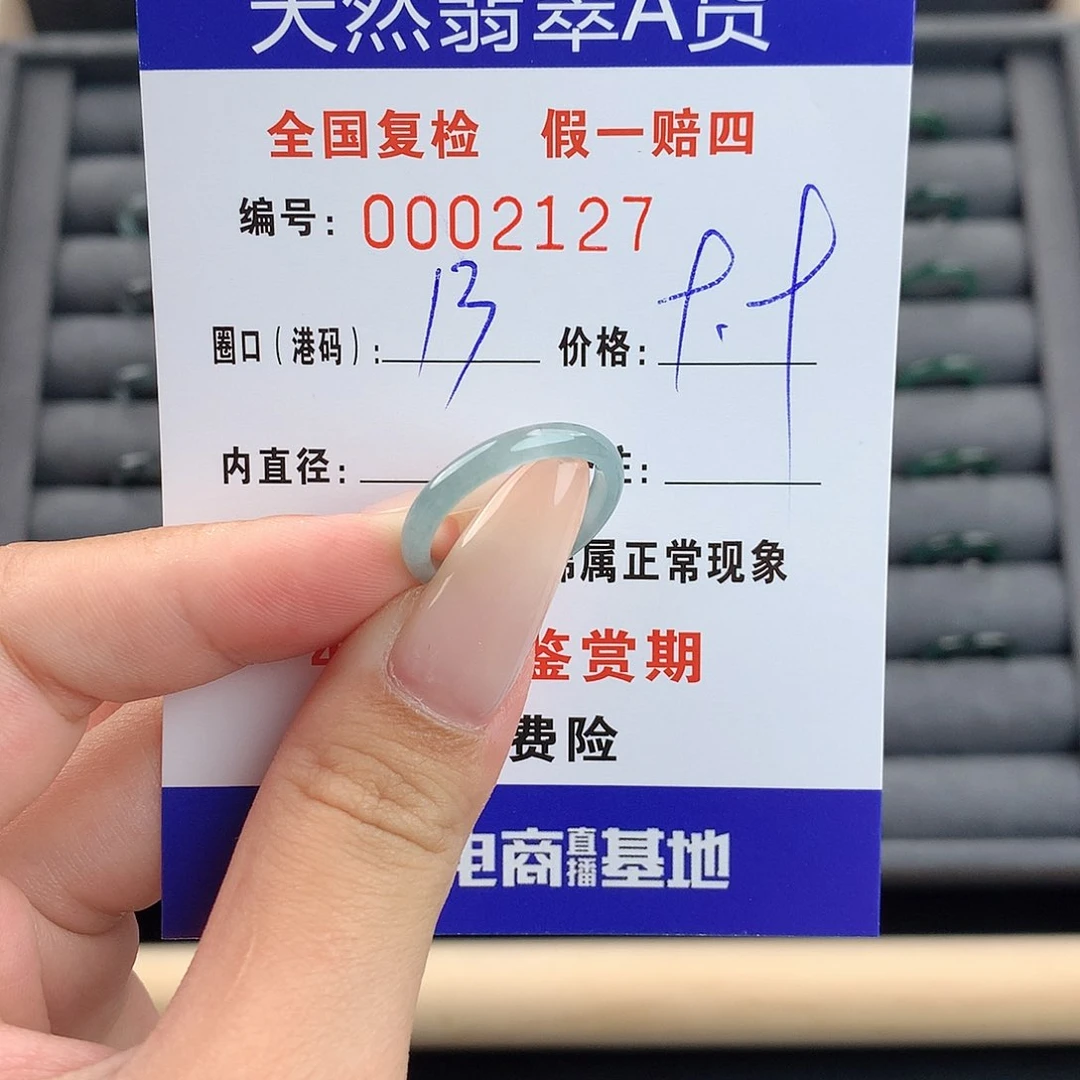 天然翡翠A货
全国复检 假一赔四
编号：0002127
圈口（港码）：13 价格：
内直径： 注：
属正常现象
鉴赏期
费险
电商直播基地